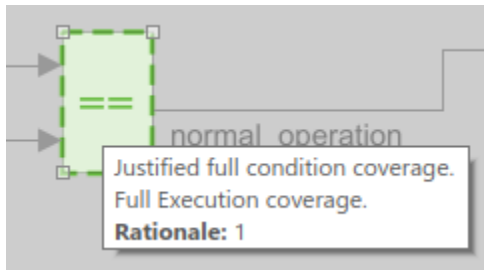 ==
normal_operation
Justified full condition coverage.
Full Execution coverage.
Rationale: 1